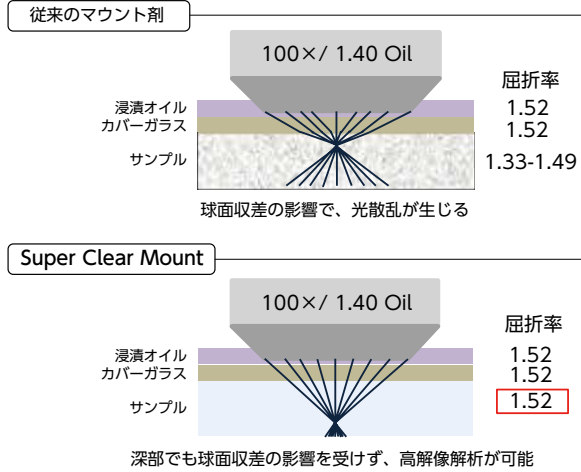 従来のマウント剤
100×/ 1.40 Oil
屈折率
浸漬オイル 1.52
カバーガラス 1.52
サンプル 1.33-1.49
球面収差の影響で、光散乱が生じる
Super Clear Mount
100×/ 1.40 Oil
屈折率
浸漬オイル 1.52
カバーガラス 1.52
サンプル 1.52
深部でも球面収差の影響を受けず、高解像解析が可能